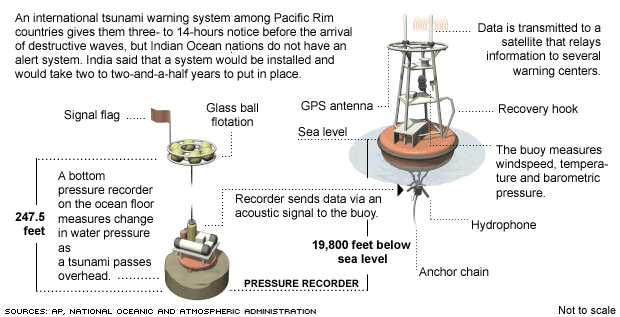 An international tsunami warning system among Pacific Rim
countries gives them three- to 14-hours notice before the arrival
of destructive waves, but Indian Ocean nations do not have an
alert system. India said that a system would be installed and
would take two to two-and-a-half years to put in place.
Data is transmitted to a
satellite that relays
information to several
warning centers.
Signal flag
Glass ball
flotation
GPS antenna
Recovery hook
Sea level
The buoy measures
windspeed, tempera-
ture and barometric
pressure.
A bottom
pressure recorder
on the ocean floor
measures change
in water pressure
as
a tsunami passes
overhead.
247.5
feet
Recorder sends data via an
acoustic signal to the buoy.
Hydrophone
19,800 feet below
sea level
Anchor chain
PRESSURE RECORDER
SOURCES: AP, NATIONAL OCEANIC AND ATMOSPHERIC ADMINISTRATION
Not to scale